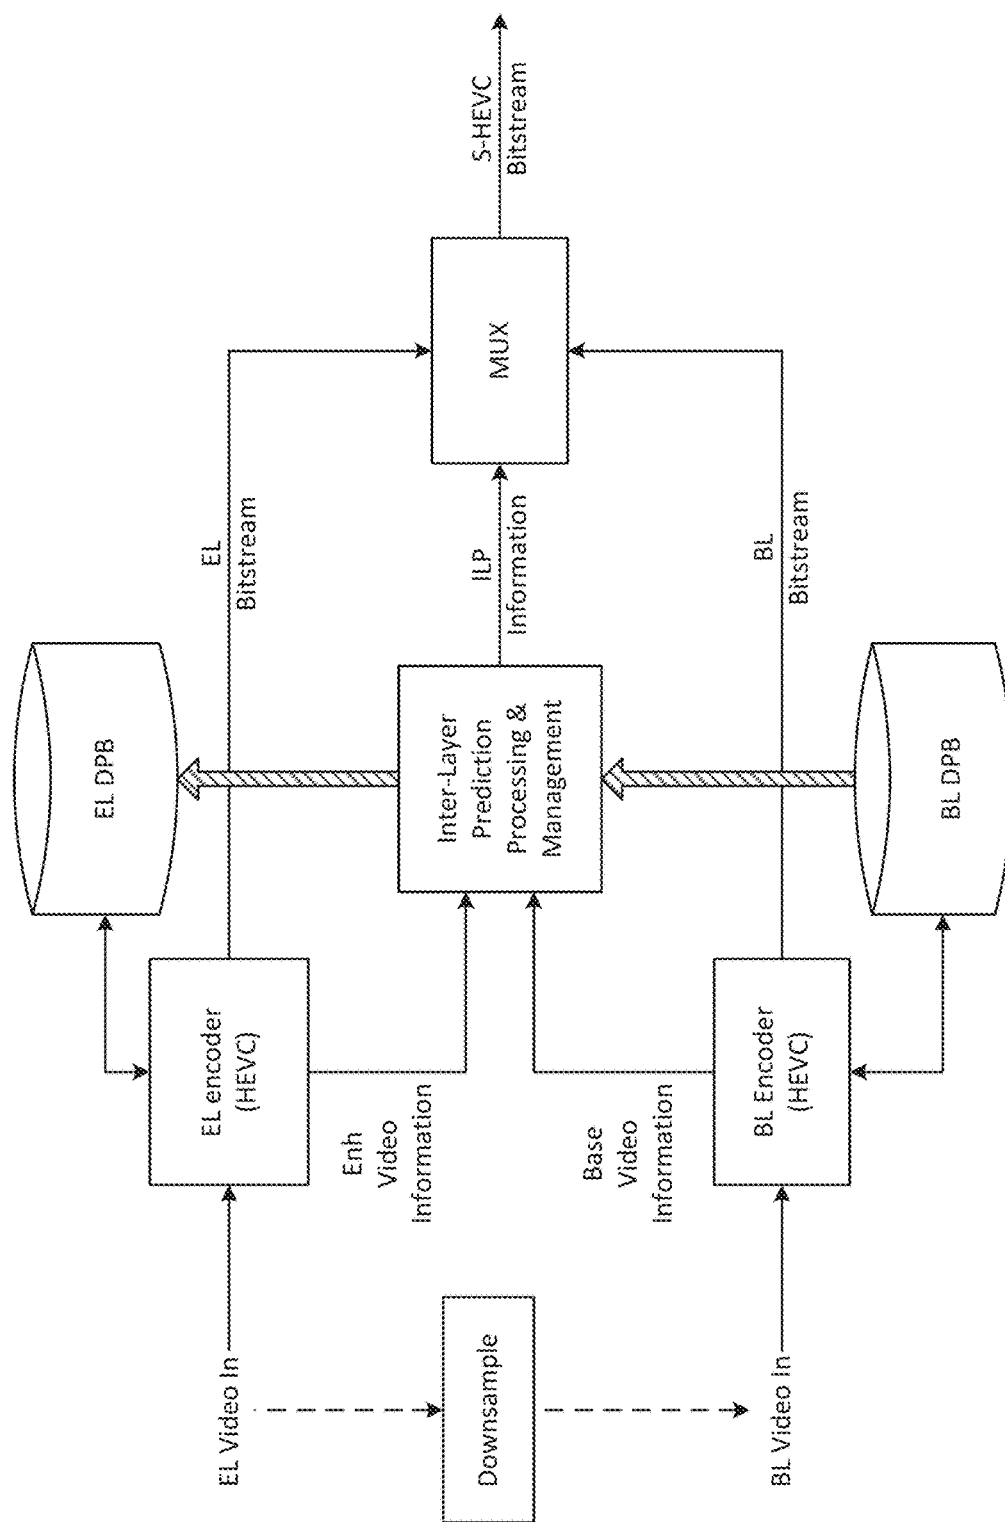 EL Video In
Downsample
BL Video In
EL encoder
(HEVC)
Enh
Video
Information
Base
Video
Information
BL Encoder
(HEVC)
EL DPB
Inter-Layer
Prediction
Processing &
Management
BL DPB
EL
Bitstream
ILP
Information
BL
Bitstream
MUX
S-HEVC
Bitstream